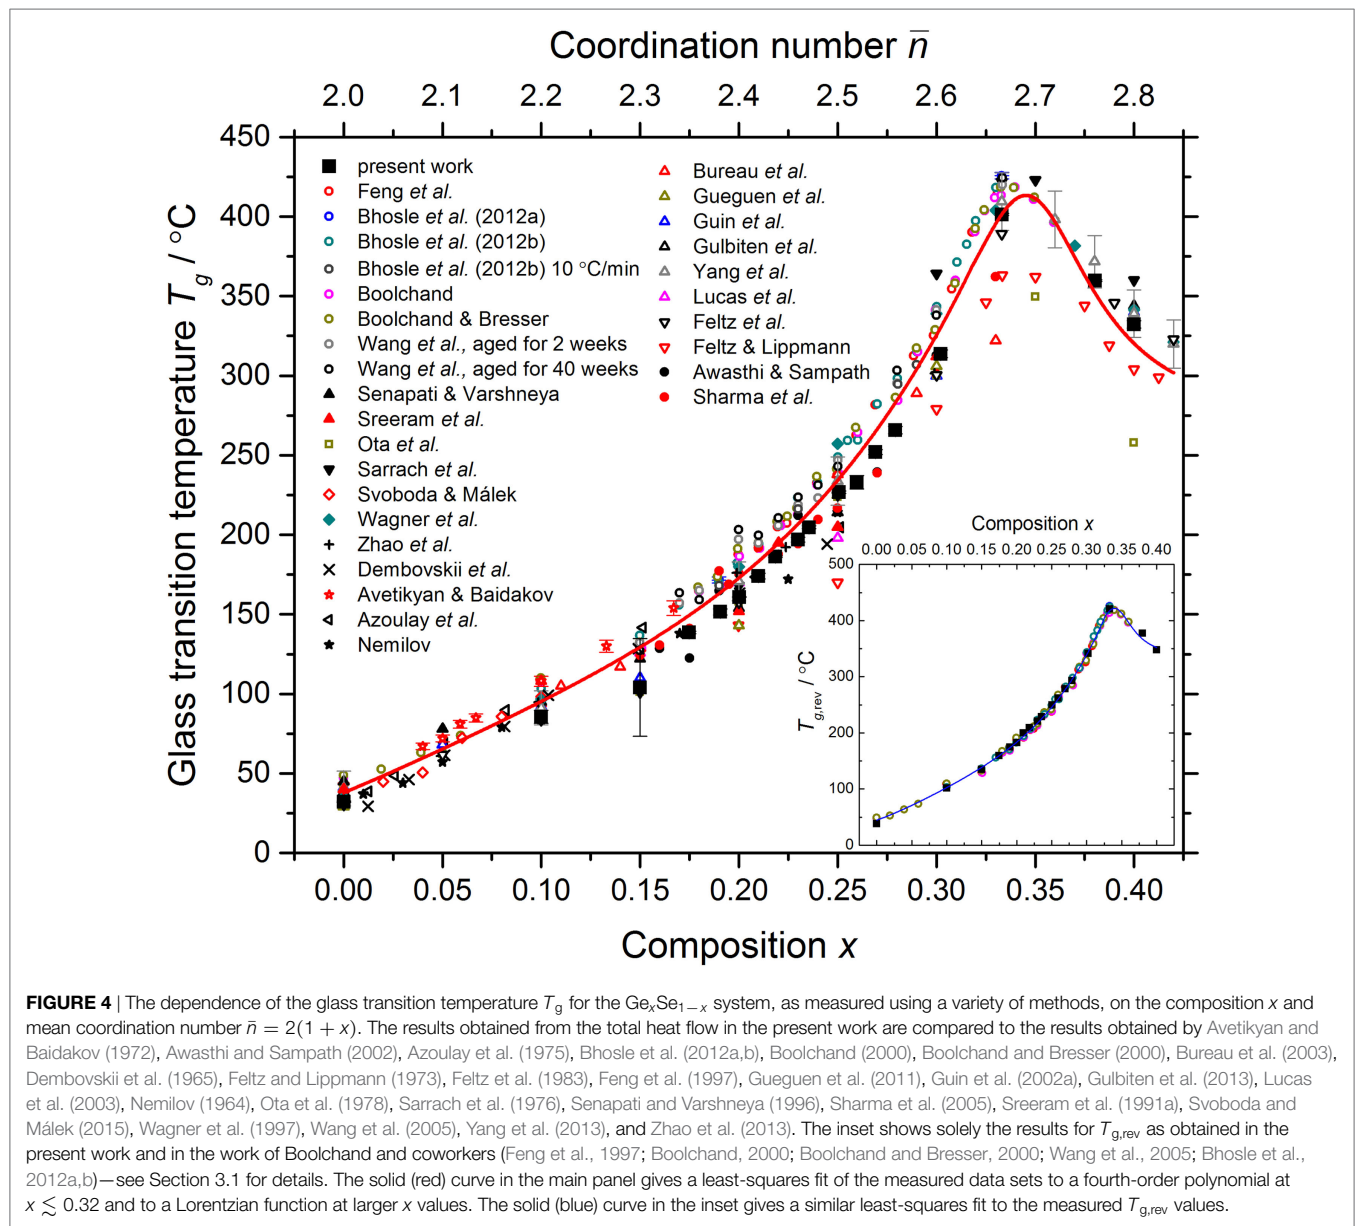 Coordination number n̄
2.0 2.1 2.2 2.3 2.4 2.5 2.6 2.7 2.8
Glass transition temperature Tg / °C
450
400
350
300
250
200
150
100
50
0
present work
Feng et al.
Bhosle et al. (2012a)
Bhosle et al. (2012b)
Bhosle et al. (2012b) 10 °C/min
Boolchand
Boolchand & Bresser
Wang et al., aged for 2 weeks
Wang et al., aged for 40 weeks
Senapati & Varshneya
Sreeram et al.
Ota et al.
Sarrach et al.
Svoboda & Málek
Wagner et al.
Zhao et al.
Dembovskii et al.
Avetikyan & Baidakov
Azoulay et al.
Nemilov
Bureau et al.
Gueguen et al.
Guin et al.
Gulbiten et al.
Yang et al.
Lucas et al.
Feltz et al.
Feltz & Lippmann
Awasthi & Sampath
Sharma et al.
Composition x
0.00 0.05 0.10 0.15 0.20 0.25 0.30 0.35 0.40
Tg,rev / °C
500
400
300
200
100
0
0.00 0.05 0.10 0.15 0.20 0.25 0.30 0.35 0.40
Composition x
FIGURE 4 | The dependence of the glass transition temperature Tg for the GexSe1−x system, as measured using a variety of methods, on the composition x and
mean coordination number n̄ = 2(1 + x). The results obtained from the total heat flow in the present work are compared to the results obtained by Avetikyan and
Baidakov (1972), Awasthi and Sampath (2002), Azoulay et al. (1975), Bhosle et al. (2012a,b), Boolchand (2000), Boolchand and Bresser (2000), Bureau et al. (2003),
Dembovskii et al. (1965), Feltz and Lippmann (1973), Feltz et al. (1983), Feng et al. (1997), Gueguen et al. (2011), Guin et al. (2002a), Gulbiten et al. (2013), Lucas
et al. (2003), Nemilov (1964), Ota et al. (1978), Sarrach et al. (1976), Senapati and Varshneya (1996), Sharma et al. (2005), Sreeram et al. (1991a), Svoboda and
Málek (2015), Wagner et al. (1997), Wang et al. (2005), Yang et al. (2013), and Zhao et al. (2013). The inset shows solely the results for Tg,rev as obtained in the
present work and in the work of Boolchand and coworkers (Feng et al., 1997; Boolchand, 2000; Boolchand and Bresser, 2000; Wang et al., 2005; Bhosle et al.,
2012a,b)—see Section 3.1 for details. The solid (red) curve in the main panel gives a least-squares fit of the measured data sets to a fourth-order polynomial at
x ≲ 0.32 and to a Lorentzian function at larger x values. The solid (blue) curve in the inset gives a similar least-squares fit to the measured Tg,rev values.